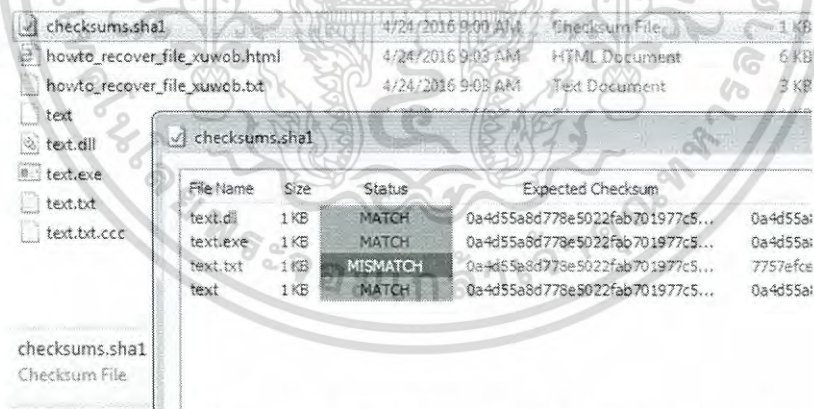 checksums.sha1 4/24/2016 9:00 AM Checksum File 1 KB
howto_recover_file_xuwob.html 4/24/2016 9:03 AM HTML Document 6 KB
howto_recover_file_xuwob.txt 4/24/2016 9:03 AM Text Document 3 KB
text
text.dll
text.exe
text.txt
text.txt.ccc
checksums.sha1
File Name Size Status Expected Checksum
text.dll 1 KB MATCH 0a4d55a8d778e5022fab701977c5... 0a4d55a8
text.exe 1 KB MATCH 0a4d55a8d778e5022fab701977c5... 0a4d55a8
text.txt 1 KB MISMATCH 0a4d55a8d778e5022fab701977c5... 7757efce
text 1 KB MATCH 0a4d55a8d778e5022fab701977c5... 0a4d55a8
checksums.sha1
Checksum File